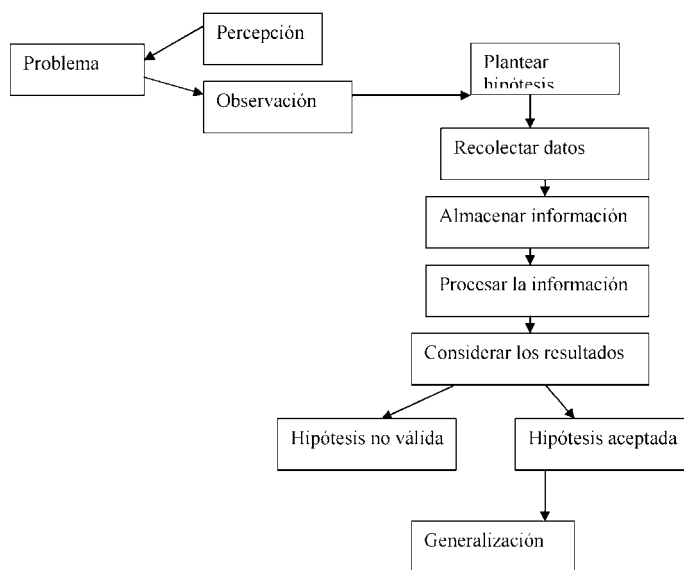 Percepción
Problema
Plantear
hipótesis
Observación
Recolectar datos
Almacenar información
Procesar la información
Considerar los resultados
Hipótesis no válida
Hipótesis aceptada
Generalización